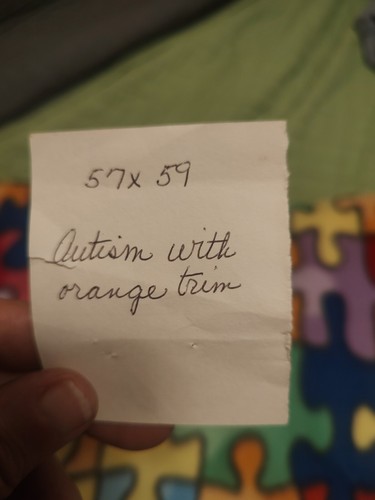 57x 59
Autism with
orange trim